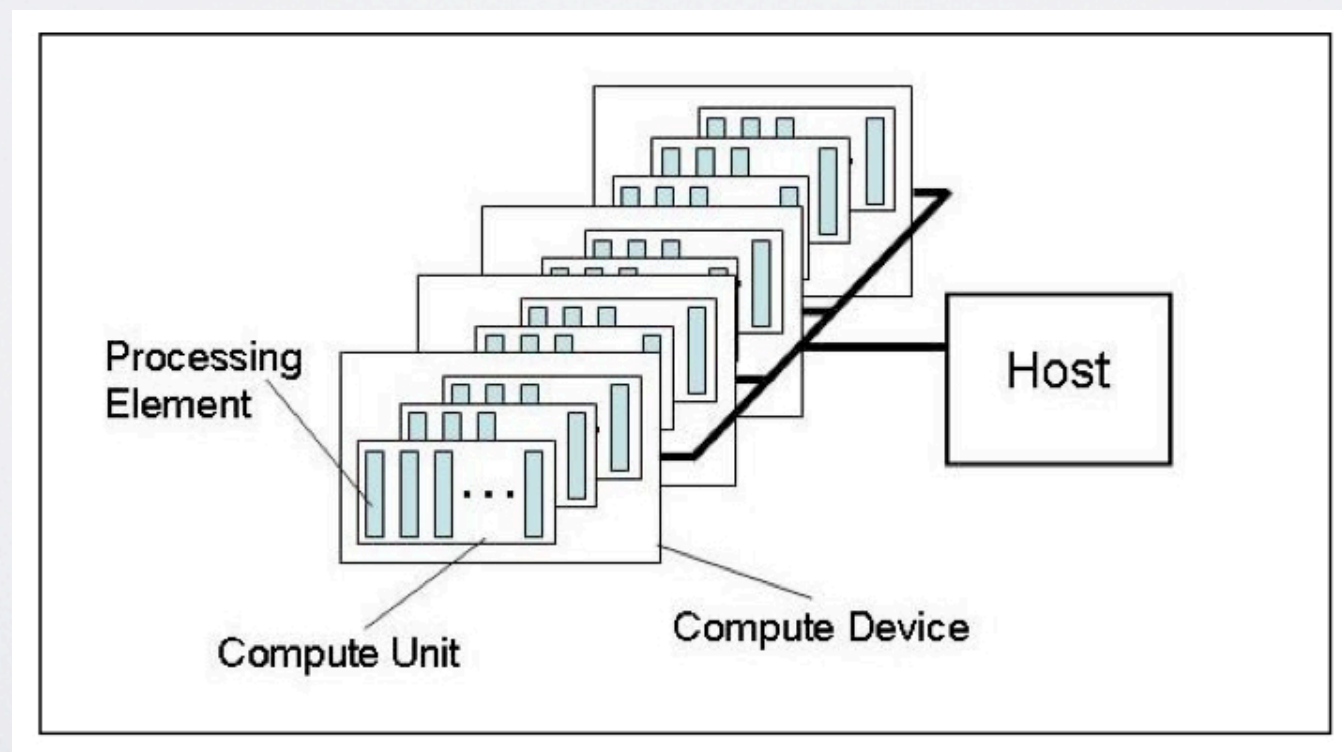 Processing
Element
Host
Compute Unit
Compute Device